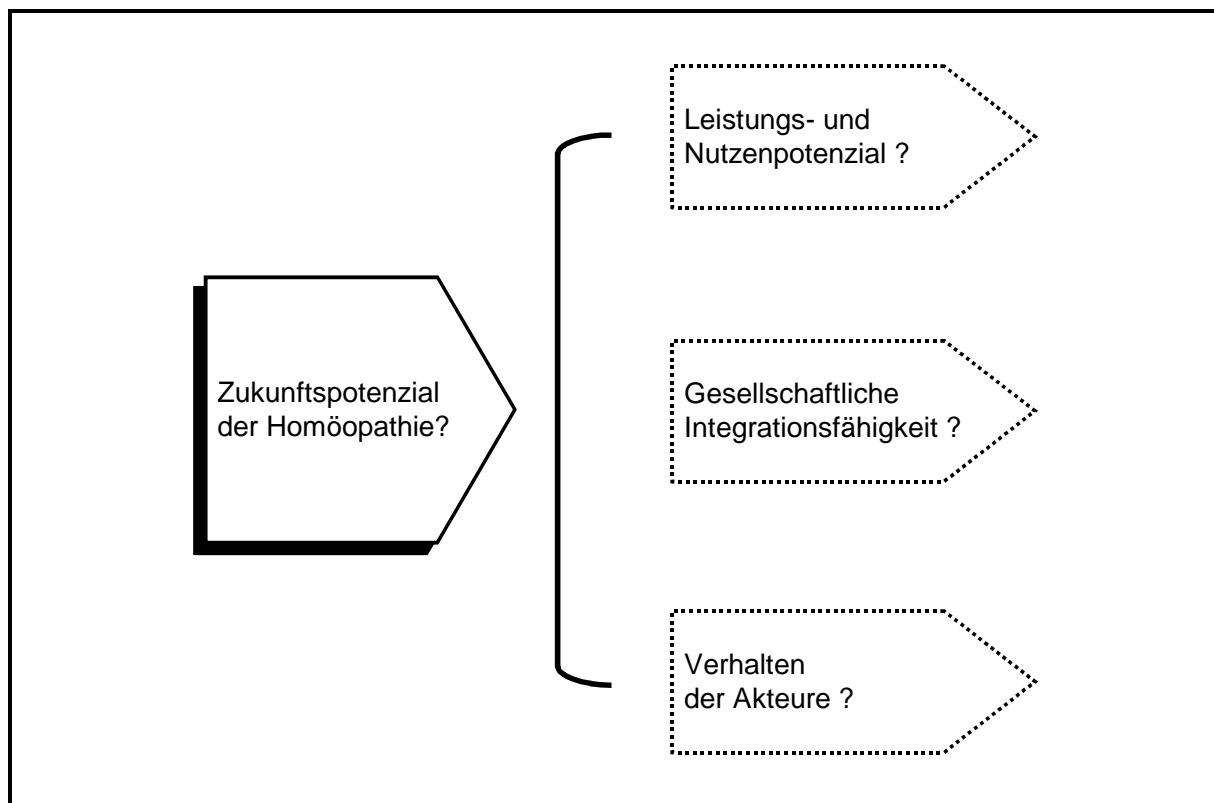 Zukunftspotenzial
der Homöopathie?
Leistungs- und
Nutzenpotenzial ?
Gesellschaftliche
Integrationsfähigkeit ?
Verhalten
der Akteure ?